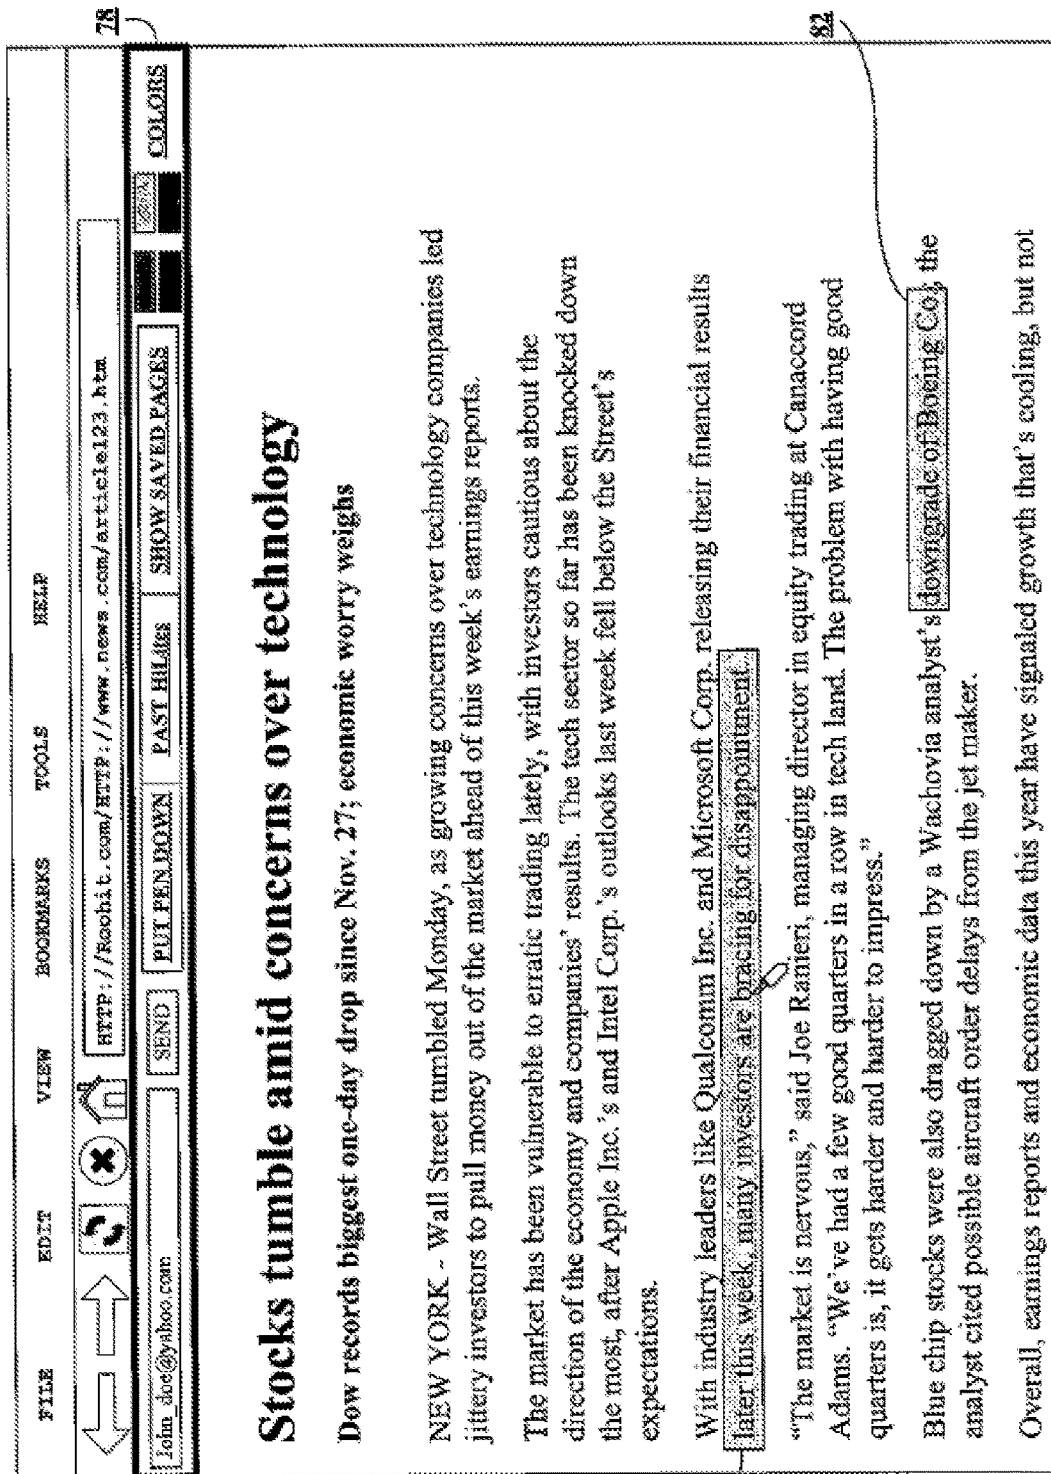 FILE EDIT VIEW BOOKMARKS TOOLS HELP
HTTP://Roohit.com/HTTP://www.news.com/article123.htm
78
John_doe@yahoo.com SEND PUT PEN DOWN PAST HiLites SHOW SAVED PAGES COLORS
Stocks tumble amid concerns over technology
Dow records biggest one-day drop since Nov. 27; economic worry weighs
NEW YORK - Wall Street tumbled Monday, as growing concerns over technology companies led
jittery investors to pull money out of the market ahead of this week's earnings reports.
The market has been vulnerable to erratic trading lately, with investors cautious about the
direction of the economy and companies' results. The tech sector so far has been knocked down
the most, after Apple Inc.'s and Intel Corp.'s outlooks last week fell below the Street's
expectations.
With industry leaders like Qualcomm Inc. and Microsoft Corp. releasing their financial results
later this week, many investors are bracing for disappointment.
"The market is nervous," said Joe Ranieri, managing director in equity trading at Canaccord
Adams. "We've had a few good quarters in a row in tech land. The problem with having good
quarters is, it gets harder and harder to impress."
82
Blue chip stocks were also dragged down by a Wachovia analyst's downgrade of Boeing Co; the
analyst cited possible aircraft order delays from the jet maker.
Overall, earnings reports and economic data this year have signaled growth that's cooling, but not